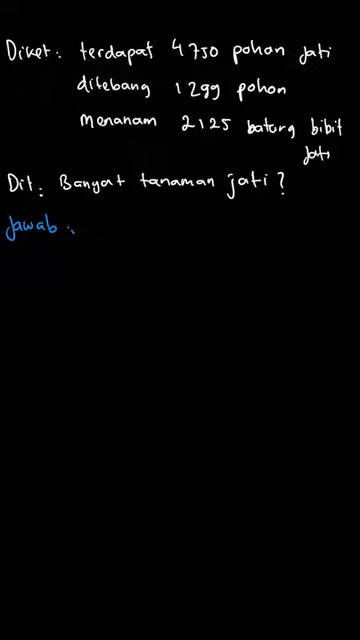 Diket: terdapat 4750 pohon jati
ditebang 1299 pohon
menanam 2125 batang bibit
jati
Dit: Banyak tanaman jati?
Jawab: